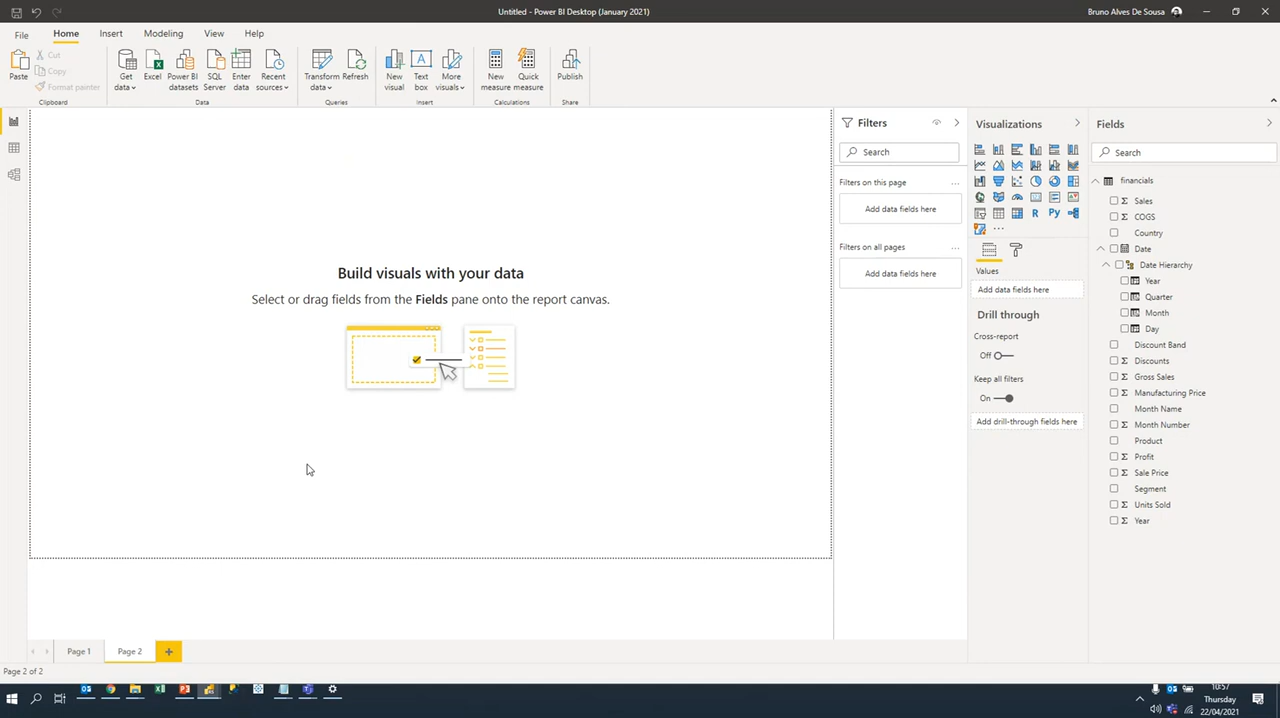 Untitled - Power BI Desktop (January 2021)
Bruno Alves De Sousa
File
Home
Insert
Modeling
View
Help
Paste
Cut
Copy
Format painter
Clipboard
Get data
Excel
Power BI datasets
SQL Server
Enter data
Recent sources
Data
Transform data
Refresh
Queries
New visual
Text box
More visuals
Insert
New measure
Quick measure
Calculations
Publish
Share
Build visuals with your data
Select or drag fields from the Fields pane onto the report canvas.
Filters
Search
Filters on this page
...
Add data fields here
Filters on all pages
...
Add data fields here
Visualizations
R
Py
...
Values
Add data fields here
Drill through
Cross-report
Off
Keep all filters
On
Add drill-through fields here
Fields
Search
financials
Σ Sales
Σ COGS
Country
Date
Date Hierarchy
Year
Quarter
Month
Day
Discount Band
Σ Discounts
Σ Gross Sales
Σ Manufacturing Price
Month Name
Σ Month Number
Product
Σ Profit
Σ Sale Price
Segment
Σ Units Sold
Σ Year
Page 1
Page 2
+
Page 2 of 2
10:57
Thursday
22/04/2021